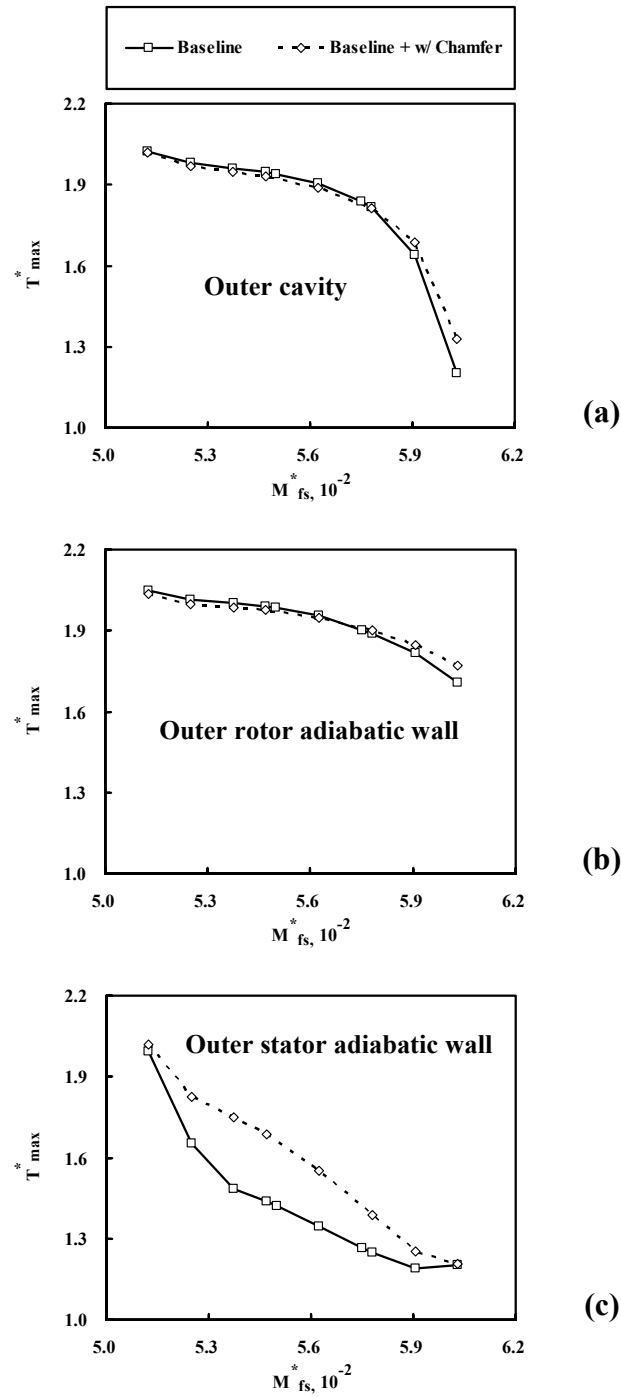 Baseline Baseline + w/ Chamfer
2.2
1.9
1.6
1.3
1.0
T*max
Outer cavity
5.0 5.3 5.6 5.9 6.2
M*fs, 10-2
(a)
2.2
1.9
1.6
1.3
1.0
T*max
Outer rotor adiabatic wall
5.0 5.3 5.6 5.9 6.2
M*fs, 10-2
(b)
2.2
1.9
1.6
1.3
1.0
T*max
Outer stator adiabatic wall
5.0 5.3 5.6 5.9 6.2
M*fs, 10-2
(c)